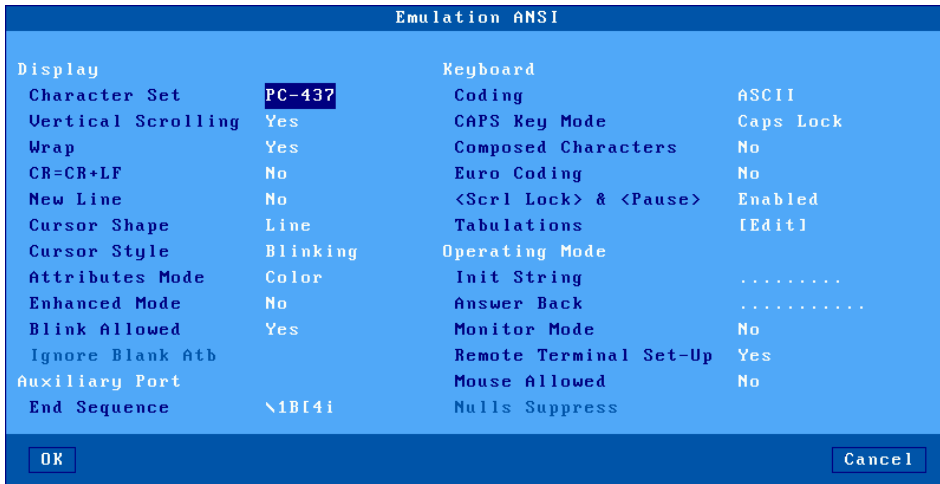 Emulation ANSI
Display
Character Set PC-437
Vertical Scrolling Yes
Wrap Yes
CR=CR+LF No
New Line No
Cursor Shape Line
Cursor Style Blinking
Attributes Mode Color
Enhanced Mode No
Blink Allowed Yes
Ignore Blank Atb
Auxiliary Port
End Sequence \1B[4i
Keyboard
Coding ASCII
CAPS Key Mode Caps Lock
Composed Characters No
Euro Coding No
<Scrl Lock> & <Pause> Enabled
Tabulations [Edit]
Operating Mode
Init String .........
Answer Back ...........
Monitor Mode No
Remote Terminal Set-Up Yes
Mouse Allowed No
Nulls Suppress
OK
Cancel